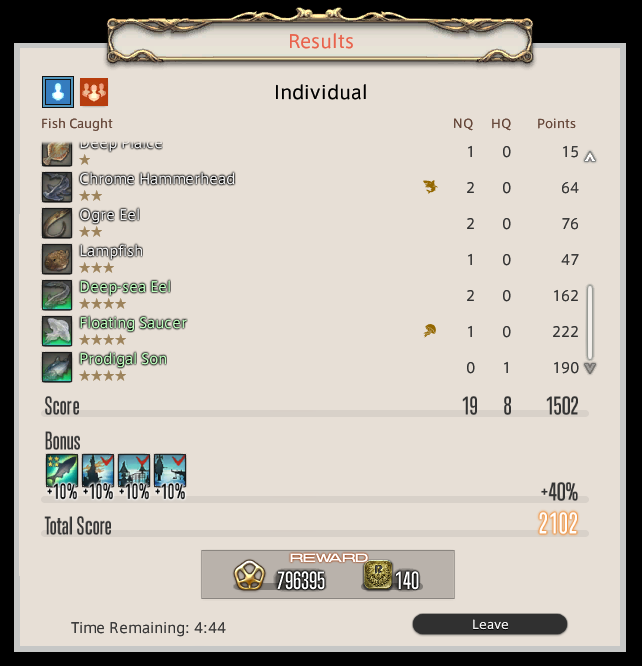 Results
Individual
Fish Caught NQ HQ Points
Deep Plaice 1 0 15
★
Chrome Hammerhead 2 0 64
★★
Ogre Eel 2 0 76
★★
Lampfish 1 0 47
★★★
Deep-sea Eel 2 0 162
★★★★
Floating Saucer 1 0 222
★★★★
Prodigal Son 0 1 190
★★★★
Score 19 8 1502
Bonus
+10% +10% +10% +10% +40%
Total Score 2102
REWARD
796395 140
Time Remaining: 4:44 Leave